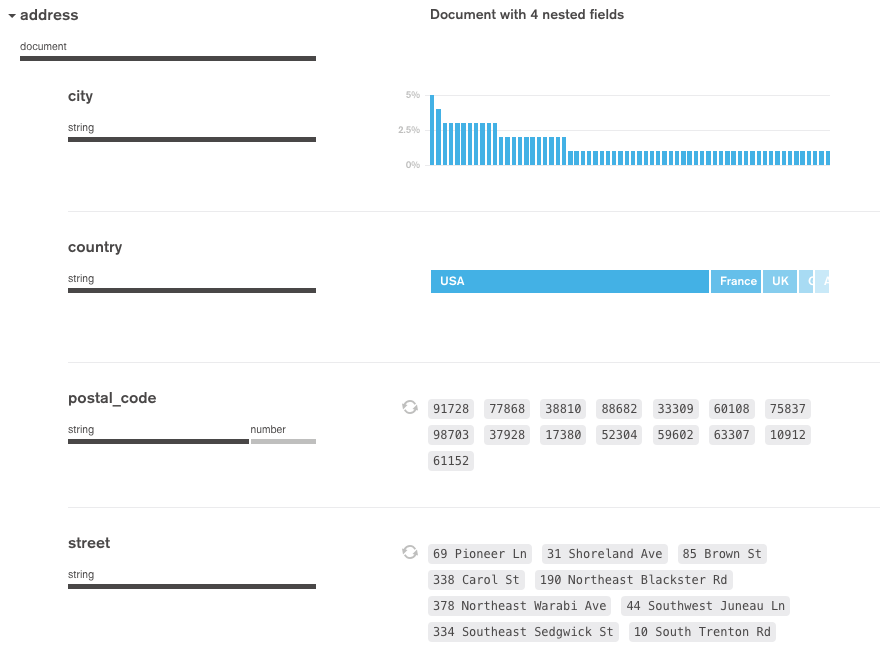 address
Document with 4 nested fields
document
city
string
5%
2.5%
0%
country
string
USA France UK
postal_code
string number
91728 77868 38810 88682 33309 60108 75837
98703 37928 17380 52304 59602 63307 10912
61152
street
string
69 Pioneer Ln 31 Shoreland Ave 85 Brown St
338 Carol St 190 Northeast Blackster Rd
378 Northeast Warabi Ave 44 Southwest Juneau Ln
334 Southeast Sedgwick St 10 South Trenton Rd